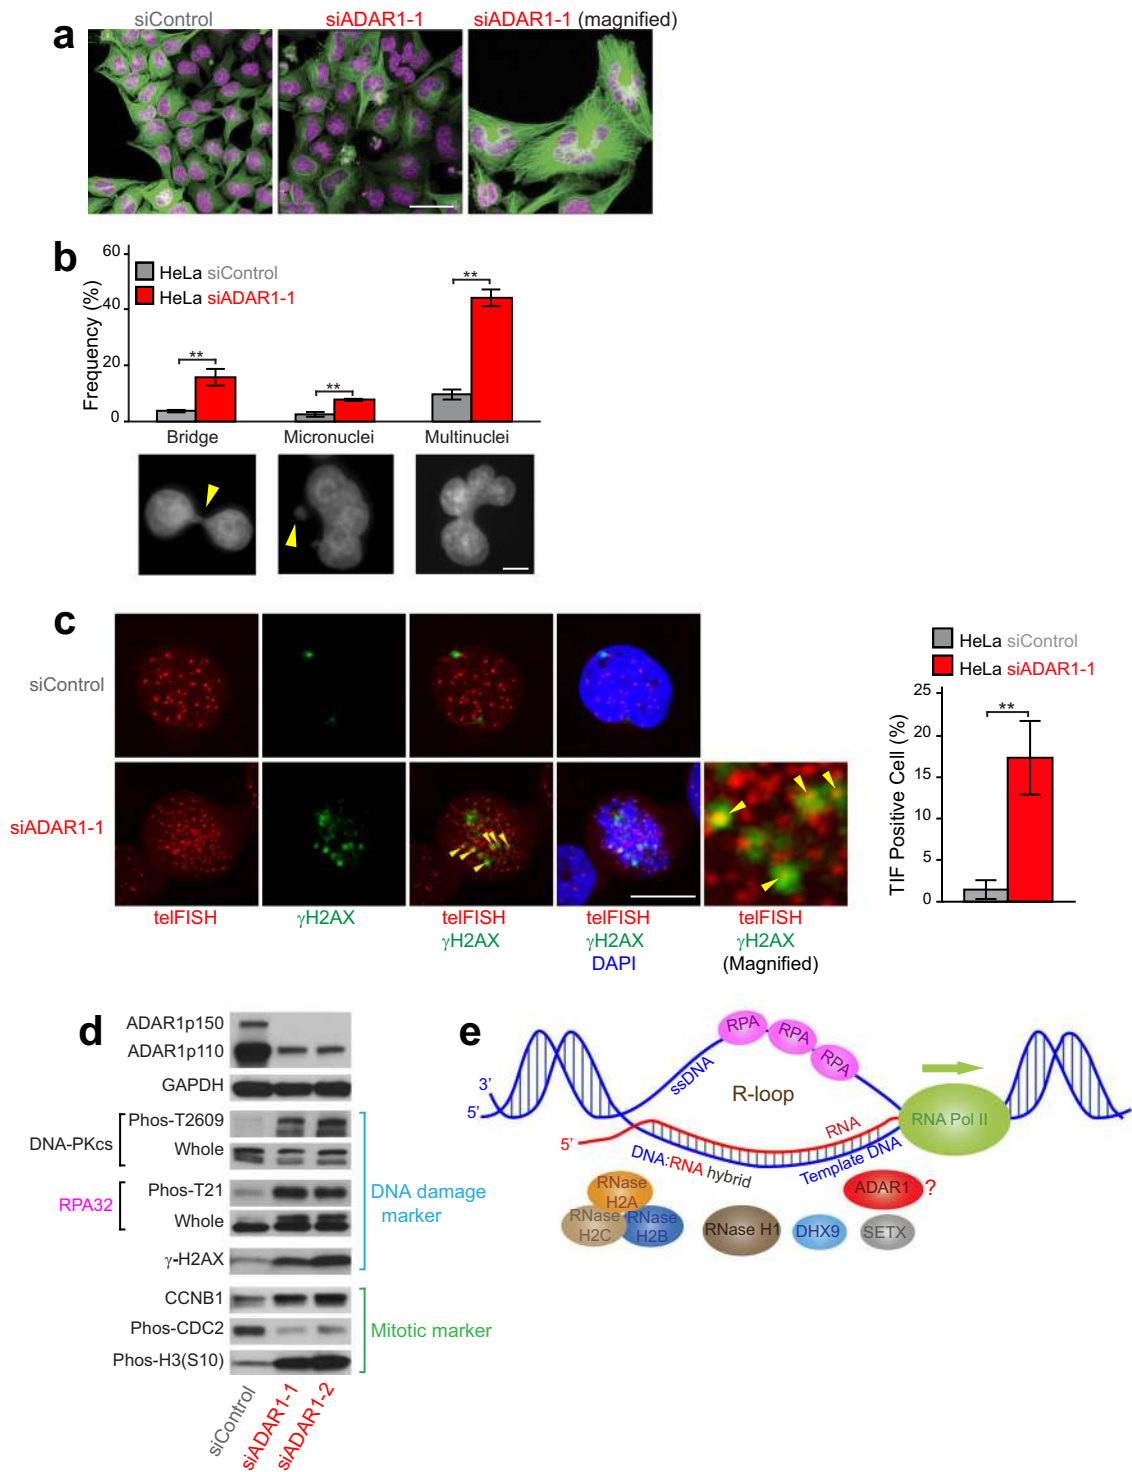 a
siControl
siADAR1-1
siADAR1-1 (magnified)
b
60
40
20
0
Frequency (%)
HeLa siControl
HeLa siADAR1-1
**
**
**
Bridge
Micronuclei
Multinuclei
c
siControl
siADAR1-1
telFISH
γH2AX
telFISH
γH2AX
telFISH
γH2AX
DAPI
telFISH
γH2AX
(Magnified)
HeLa siControl
HeLa siADAR1-1
25
20
15
10
5
0
TIF Positive Cell (%)
**
d
ADAR1p150
ADAR1p110
GAPDH
DNA-PKcs
Phos-T2609
Whole
RPA32
Phos-T21
Whole
γ-H2AX
DNA damage
marker
CCNB1
Phos-CDC2
Phos-H3(S10)
Mitotic marker
siControl
siADAR1-1
siADAR1-2
e
3’
5’
ssDNA
RPA
RPA
RPA
R-loop
RNA Pol II
5’
RNA
DNA:RNA hybrid
Template DNA
RNase
H2A
RNase
H2C
RNase
H2B
RNase H1
DHX9
ADAR1
?
SETX